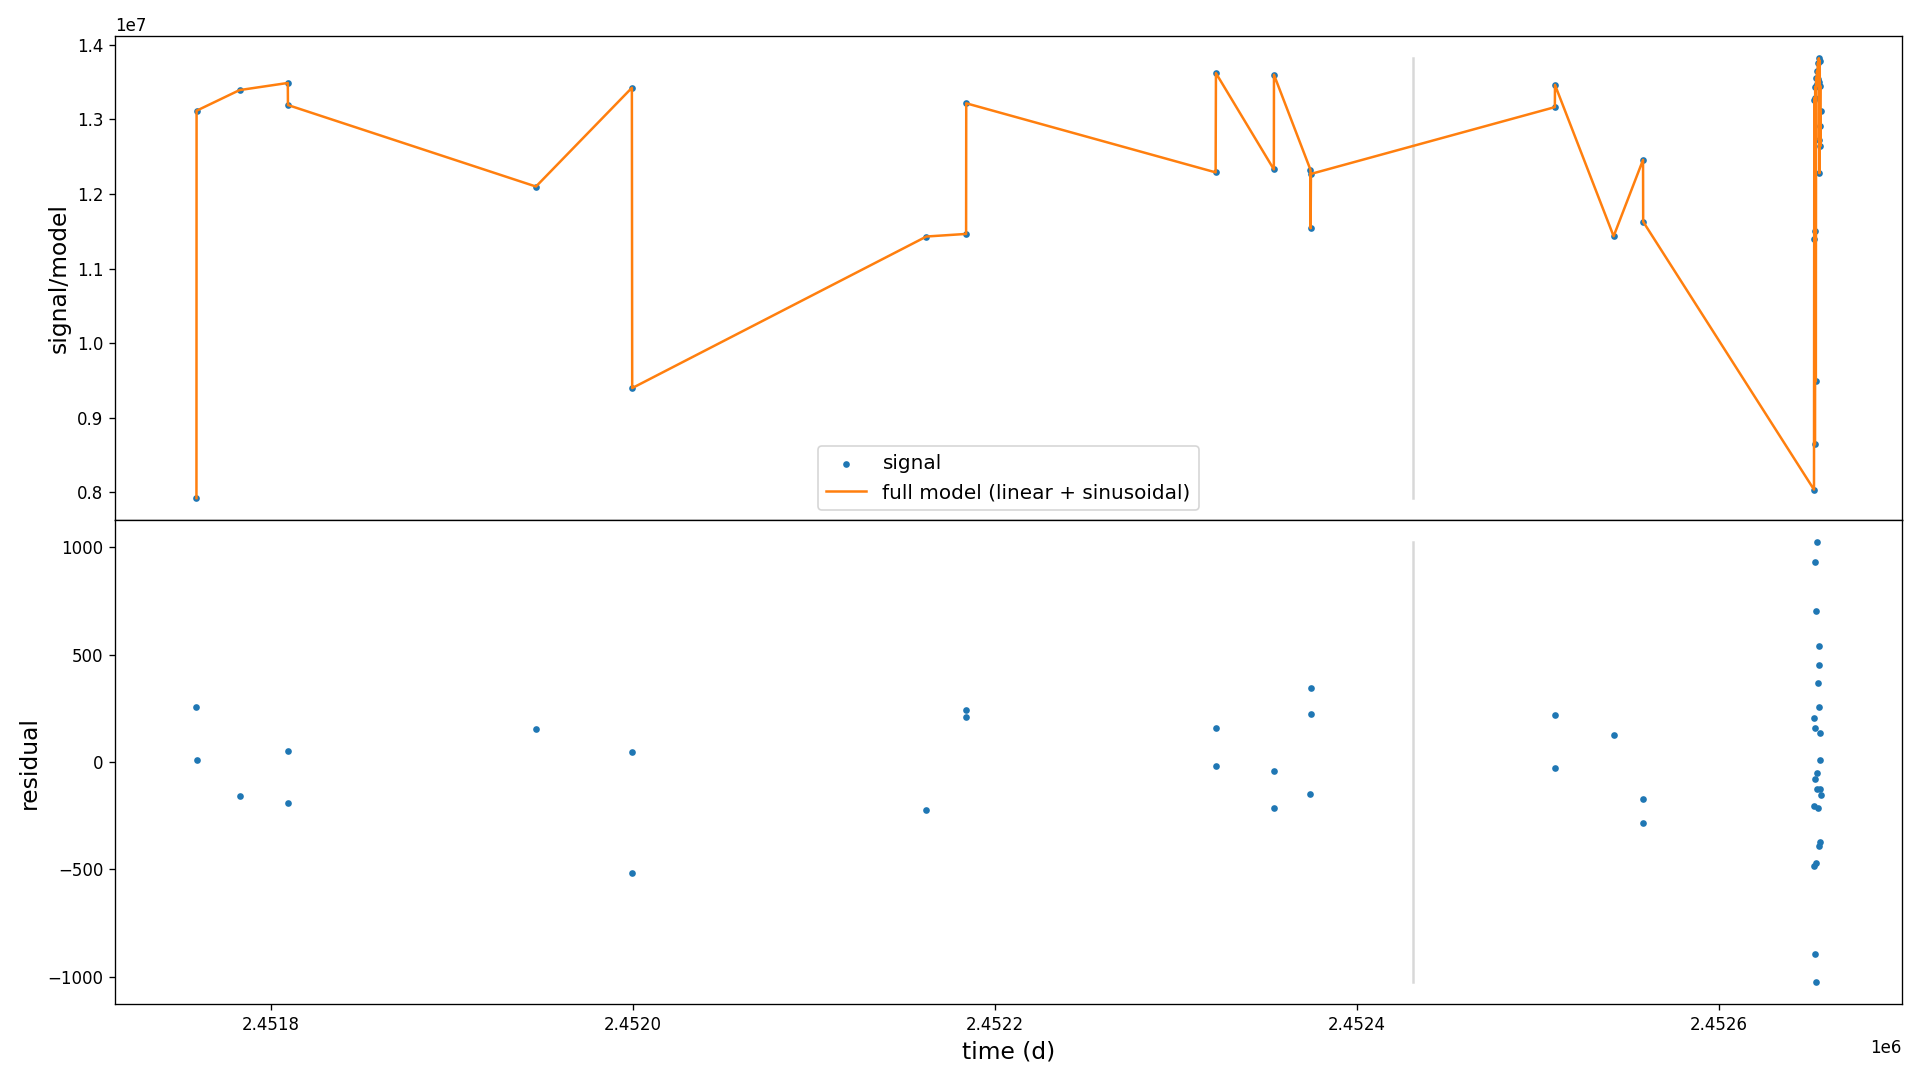 1e7
1.4
1.3
1.2
1.1
1.0
0.9
0.8
signal/model
signal
full model (linear + sinusoidal)
1000
500
0
−500
−1000
residual
2.4518
2.4520
2.4522
2.4524
2.4526
time (d)
1e6